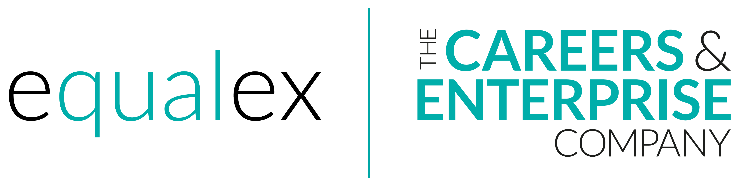 equalex
THE
CAREERS &
ENTERPRISE
COMPANY